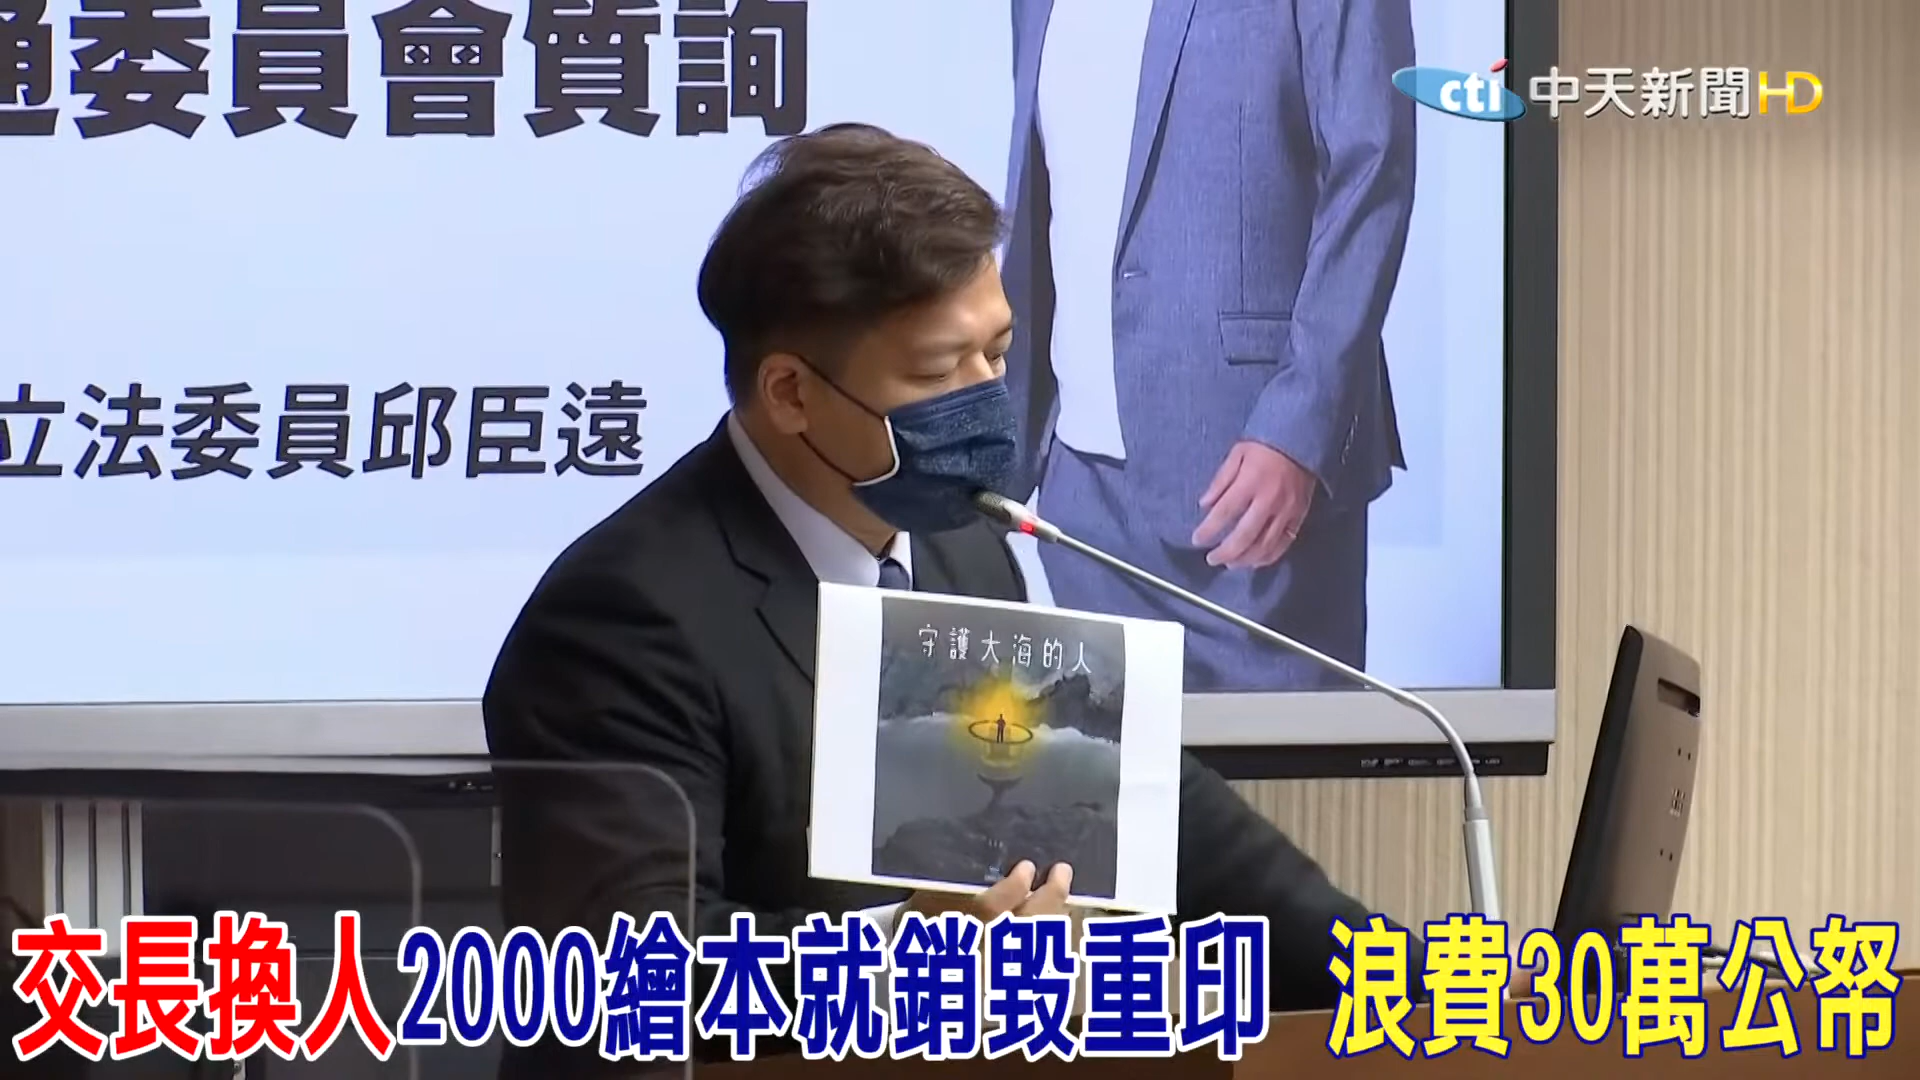 通委員會質詢
cti 中天新聞HD
立法委員邱臣遠
守護大海的人
交長換人2000繪本就銷毀重印 浪費30萬公帑